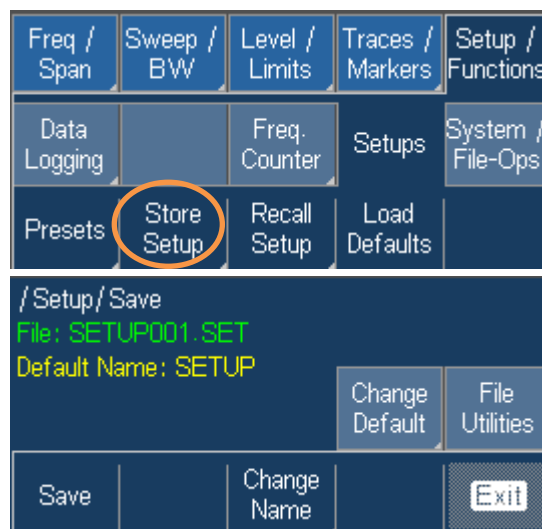 Freq / Sweep / Level / Traces / Setup /
Span BW Limits Markers Functions
Data Freq. Setups System /
Logging Counter File-Ops
Presets Store Recall Load
Setup Setup Defaults
/Setup/Save
File: SETUP001.SET
Default Name: SETUP
Change File
Default Utilities
Save Change Exit
Name